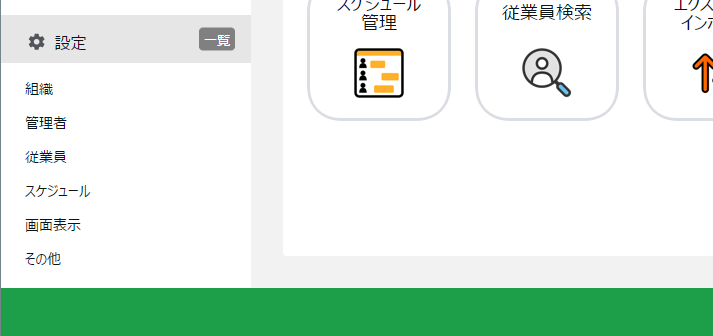 設定
一覧
組織
管理者
従業員
スケジュール
画面表示
その他
スケジュール
管理
従業員検索